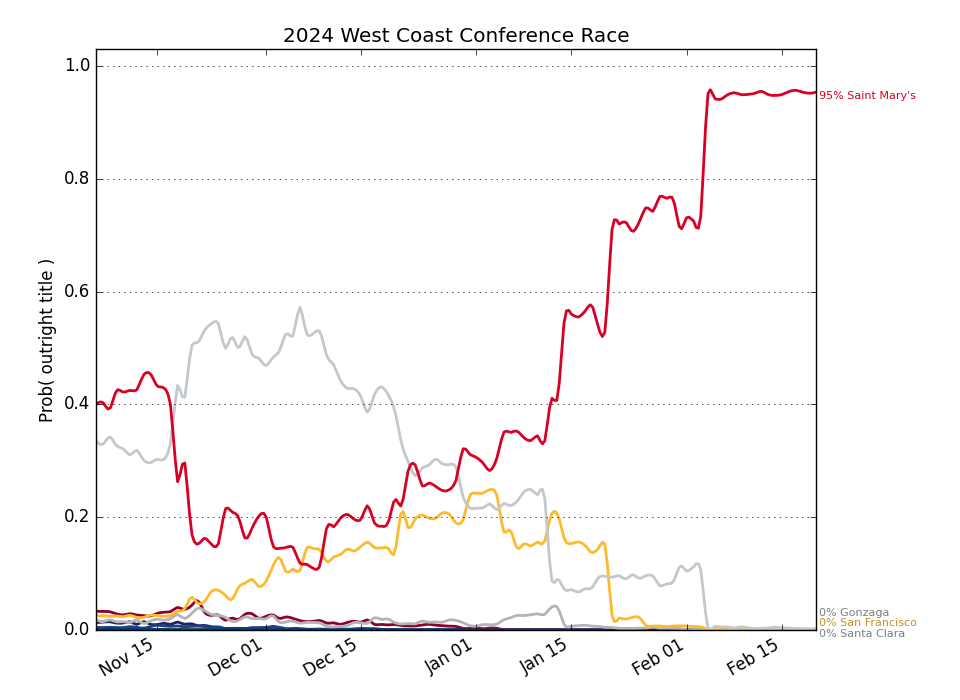 2024 West Coast Conference Race
1.0
0.8
0.6
0.4
0.2
0.0
Prob( outright title )
95% Saint Mary's
0% Gonzaga
0% San Francisco
0% Santa Clara
Nov 15
Dec 01
Dec 15
Jan 01
Jan 15
Feb 01
Feb 15